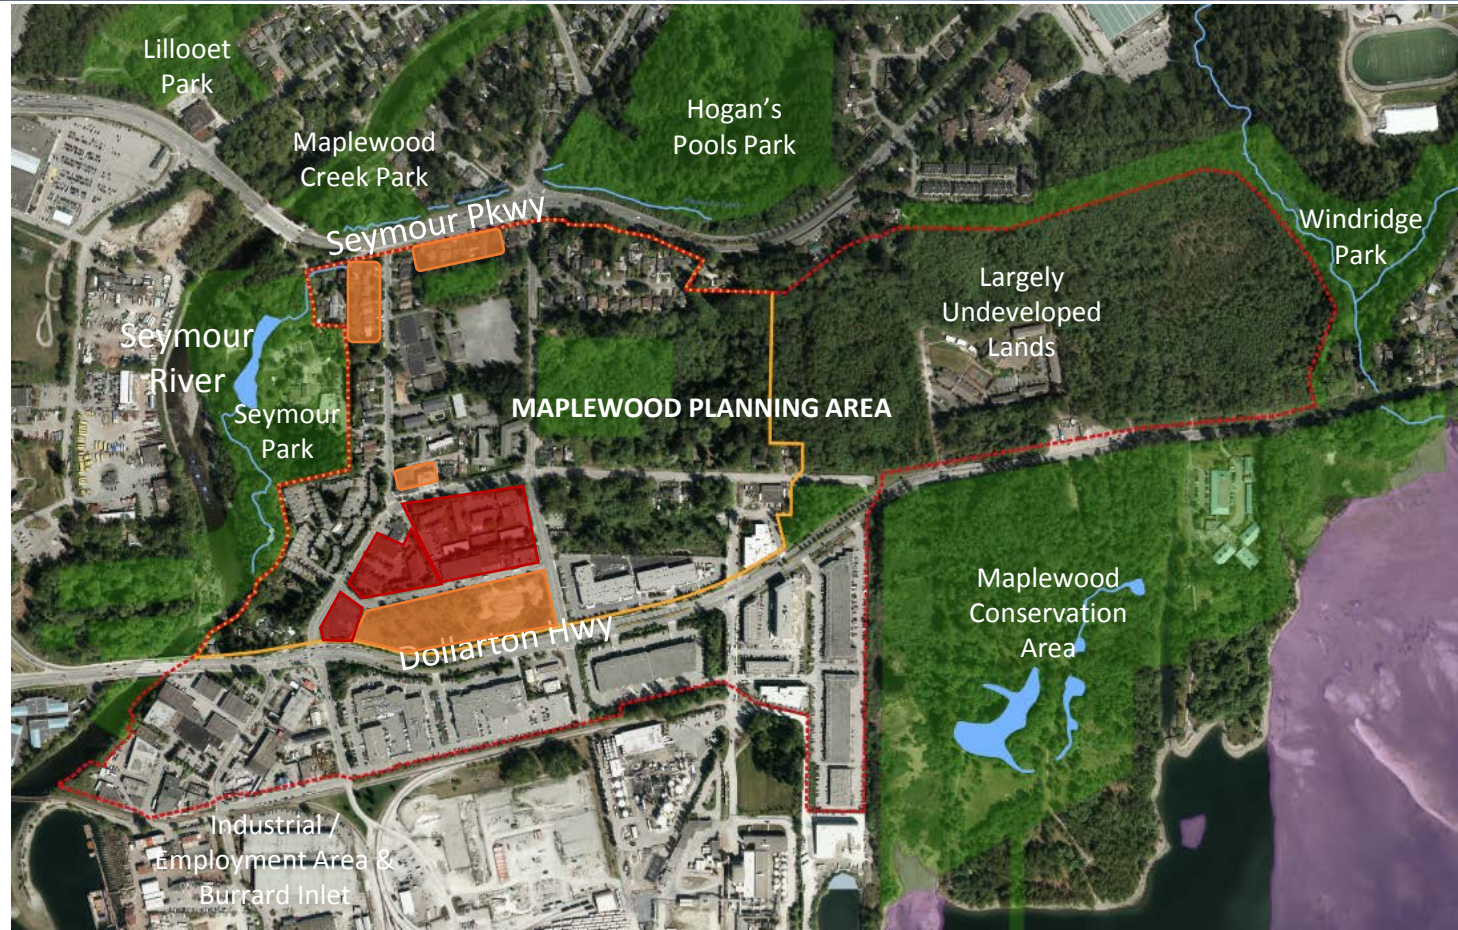 Lillooet
Park
Maplewood
Creek Park
Hogan's
Pools Park
Seymour Pkwy
Windridge
Park
Largely
Undeveloped
Lands
Seymour
River
Seymour
Park
MAPLEWOOD PLANNING AREA
Maplewood
Conservation
Area
Dollarton Hwy
Industrial /
Employment Area &
Burrard Inlet